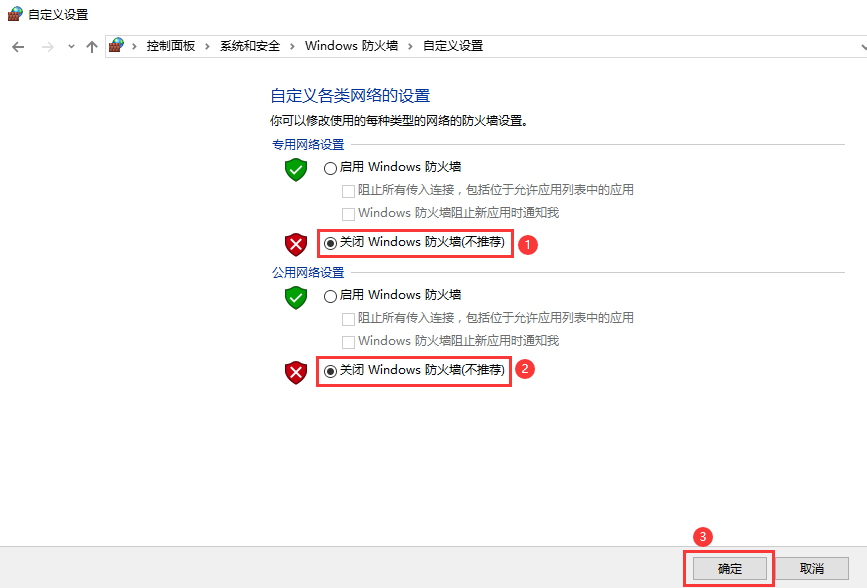 自定义设置
控制面板 › 系统和安全 › Windows 防火墙 › 自定义设置
自定义各类网络的设置
你可以修改使用的每种类型的网络的防火墙设置。
专用网络设置
启用 Windows 防火墙
阻止所有传入连接，包括位于允许应用列表中的应用
Windows 防火墙阻止新应用时通知我
关闭 Windows 防火墙(不推荐) 1
公用网络设置
启用 Windows 防火墙
阻止所有传入连接，包括位于允许应用列表中的应用
Windows 防火墙阻止新应用时通知我
关闭 Windows 防火墙(不推荐) 2
3
确定 取消